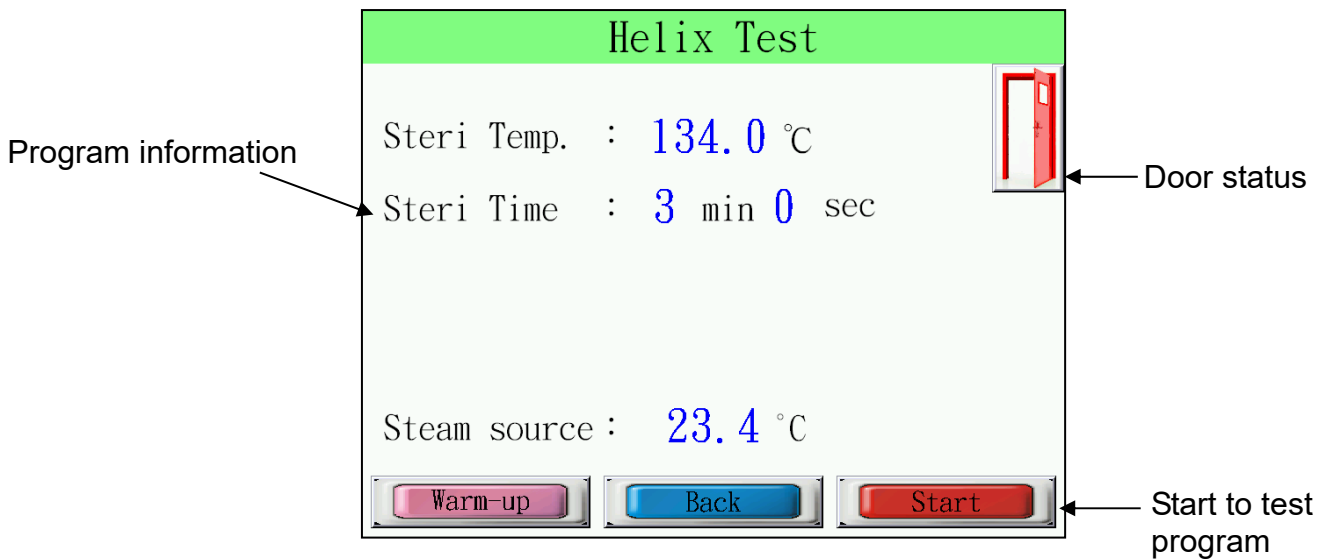 Helix Test
Program information
Steri Temp. : 134.0 ℃
Door status
Steri Time : 3 min 0 sec
Steam source : 23.4 °C
Warm-up
Back
Start
Start to test
program